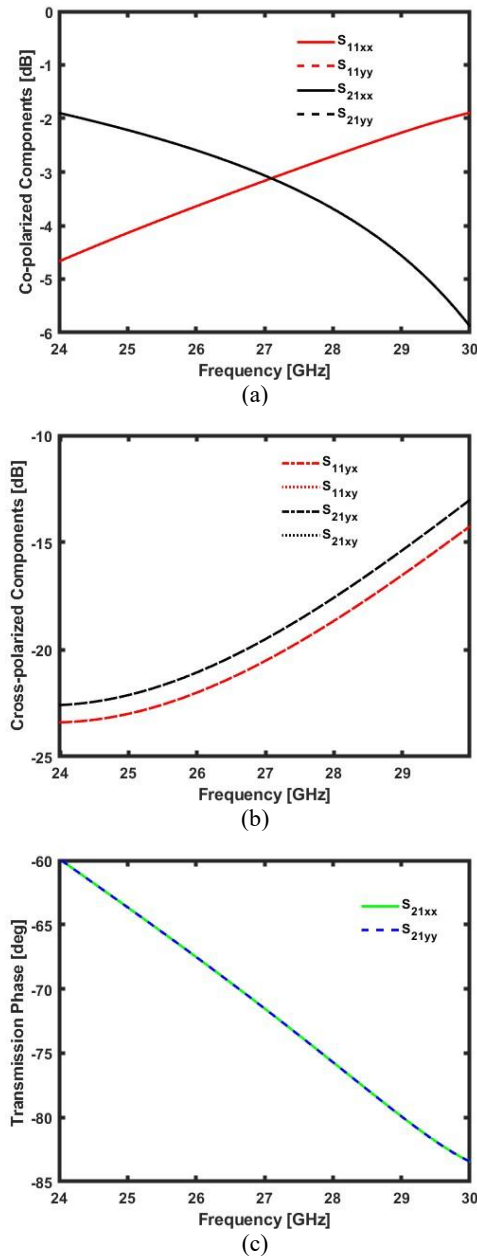 Co-polarized Components [dB]
0
-1
-2
-3
-4
-5
-6
S11xx
S11yy
S21xx
S21yy
24 25 26 27 28 29 30
Frequency [GHz]
(a)
Cross-polarized Components [dB]
-10
-15
-20
-25
S11yx
S11xy
S21yx
S21xy
24 25 26 27 28 29
Frequency [GHz]
(b)
Transmission Phase [deg]
-60
-65
-70
-75
-80
-85
S21xx
S21yy
24 25 26 27 28 29 30
Frequency [GHz]
(c)